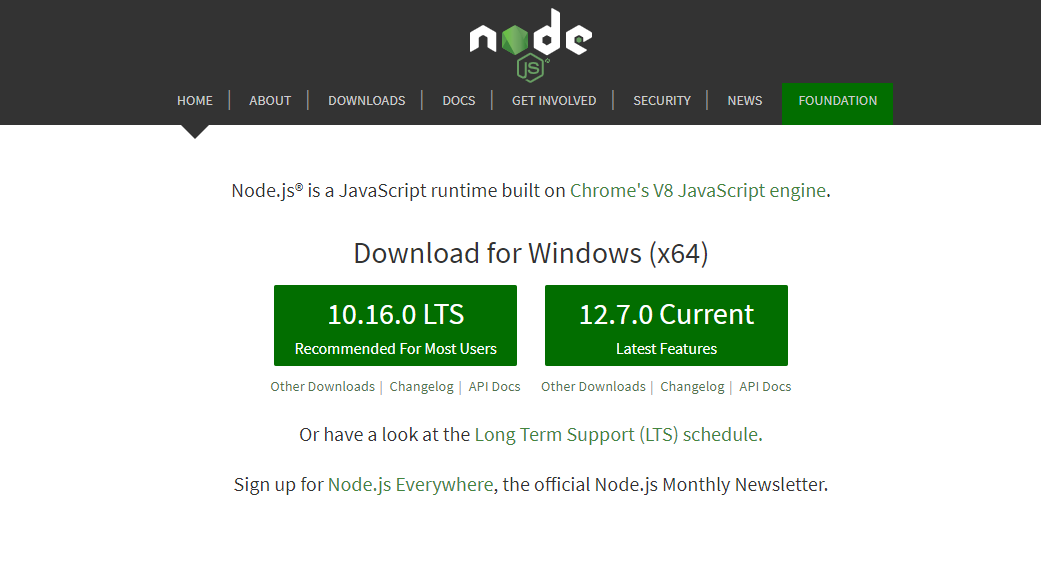 node
JS®
HOME ABOUT DOWNLOADS DOCS GET INVOLVED SECURITY NEWS FOUNDATION
Node.js® is a JavaScript runtime built on Chrome's V8 JavaScript engine.
Download for Windows (x64)
10.16.0 LTS
Recommended For Most Users
12.7.0 Current
Latest Features
Other Downloads | Changelog | API Docs
Other Downloads | Changelog | API Docs
Or have a look at the Long Term Support (LTS) schedule.
Sign up for Node.js Everywhere, the official Node.js Monthly Newsletter.